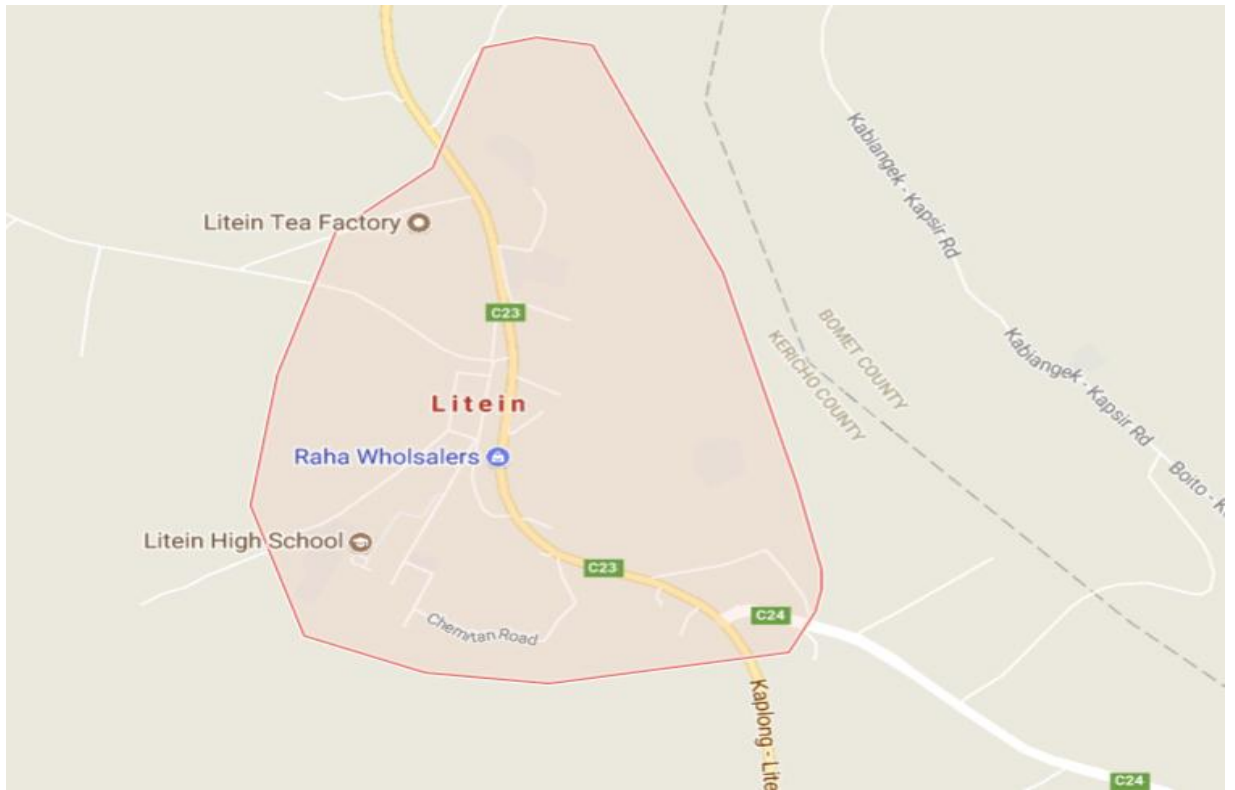 Kabiangek - Kapsir Rd
Litein Tea Factory
C23
BOMET COUNTY
KERICHO COUNTY
Kabiangek - Kapsir Rd
Litein
Raha Wholsalers
Boito -
Litein High School
C23
C24
Chemitan Road
Kaplong - Lite
C24